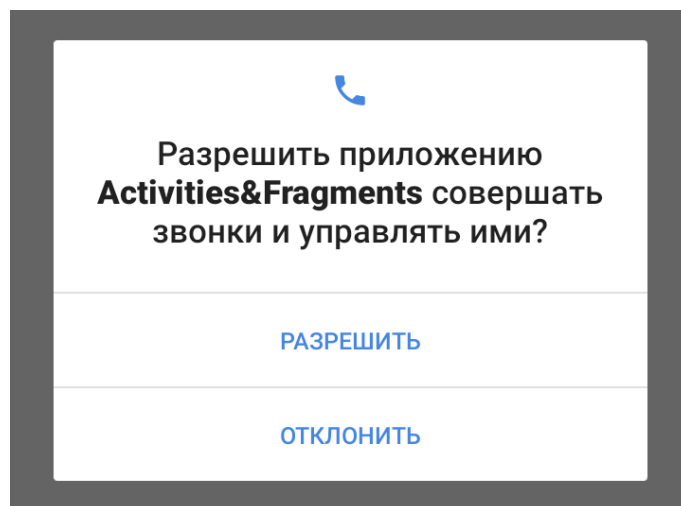 Разрешить приложению
Activities&Fragments совершать
звонки и управлять ими?
РАЗРЕШИТЬ
ОТКЛОНИТЬ